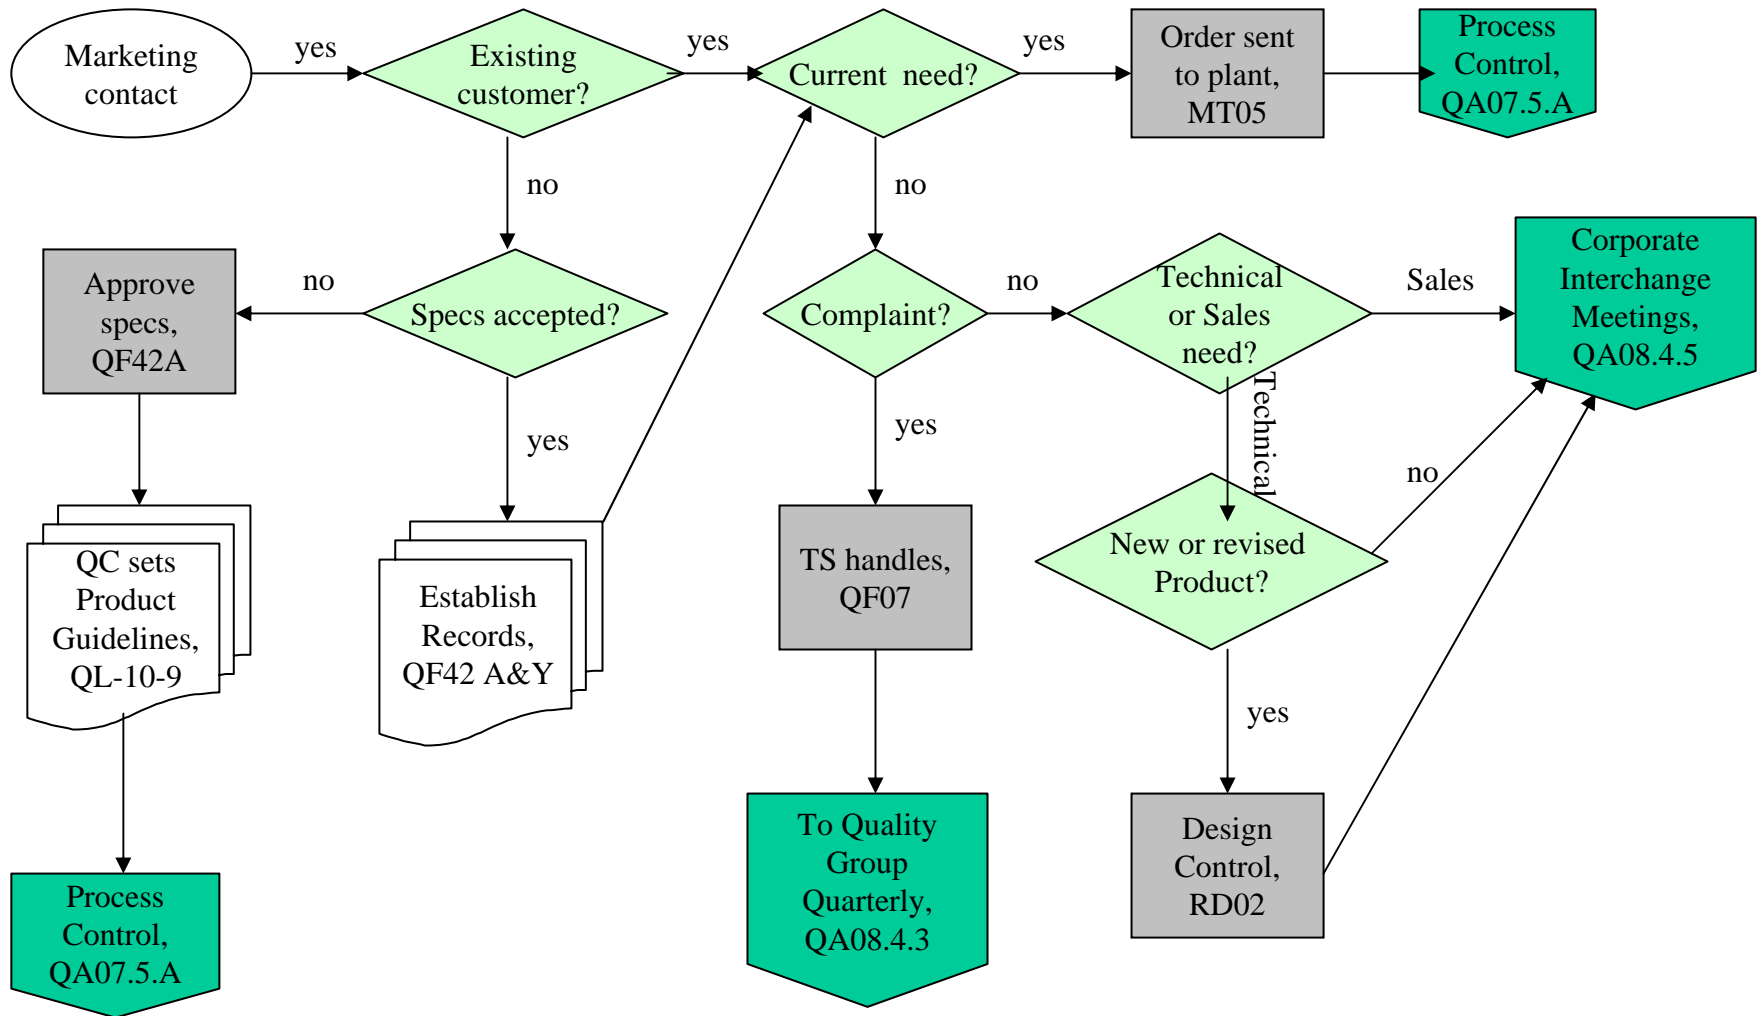 Marketing
contact
yes
Existing
customer?
yes
Current need?
yes
Order sent
to plant,
MT05
Process
Control,
QA07.5.A
no
no
Approve
specs,
QF42A
no
Specs accepted?
Complaint?
no
Technical
or Sales
need?
Sales
Corporate
Interchange
Meetings,
QA08.4.5
yes
yes
Technical
no
QC sets
Product
Guidelines,
QL-10-9
Establish
Records,
QF42 A&Y
TS handles,
QF07
New or revised
Product?
yes
Process
Control,
QA07.5.A
To Quality
Group
Quarterly,
QA08.4.3
Design
Control,
RD02